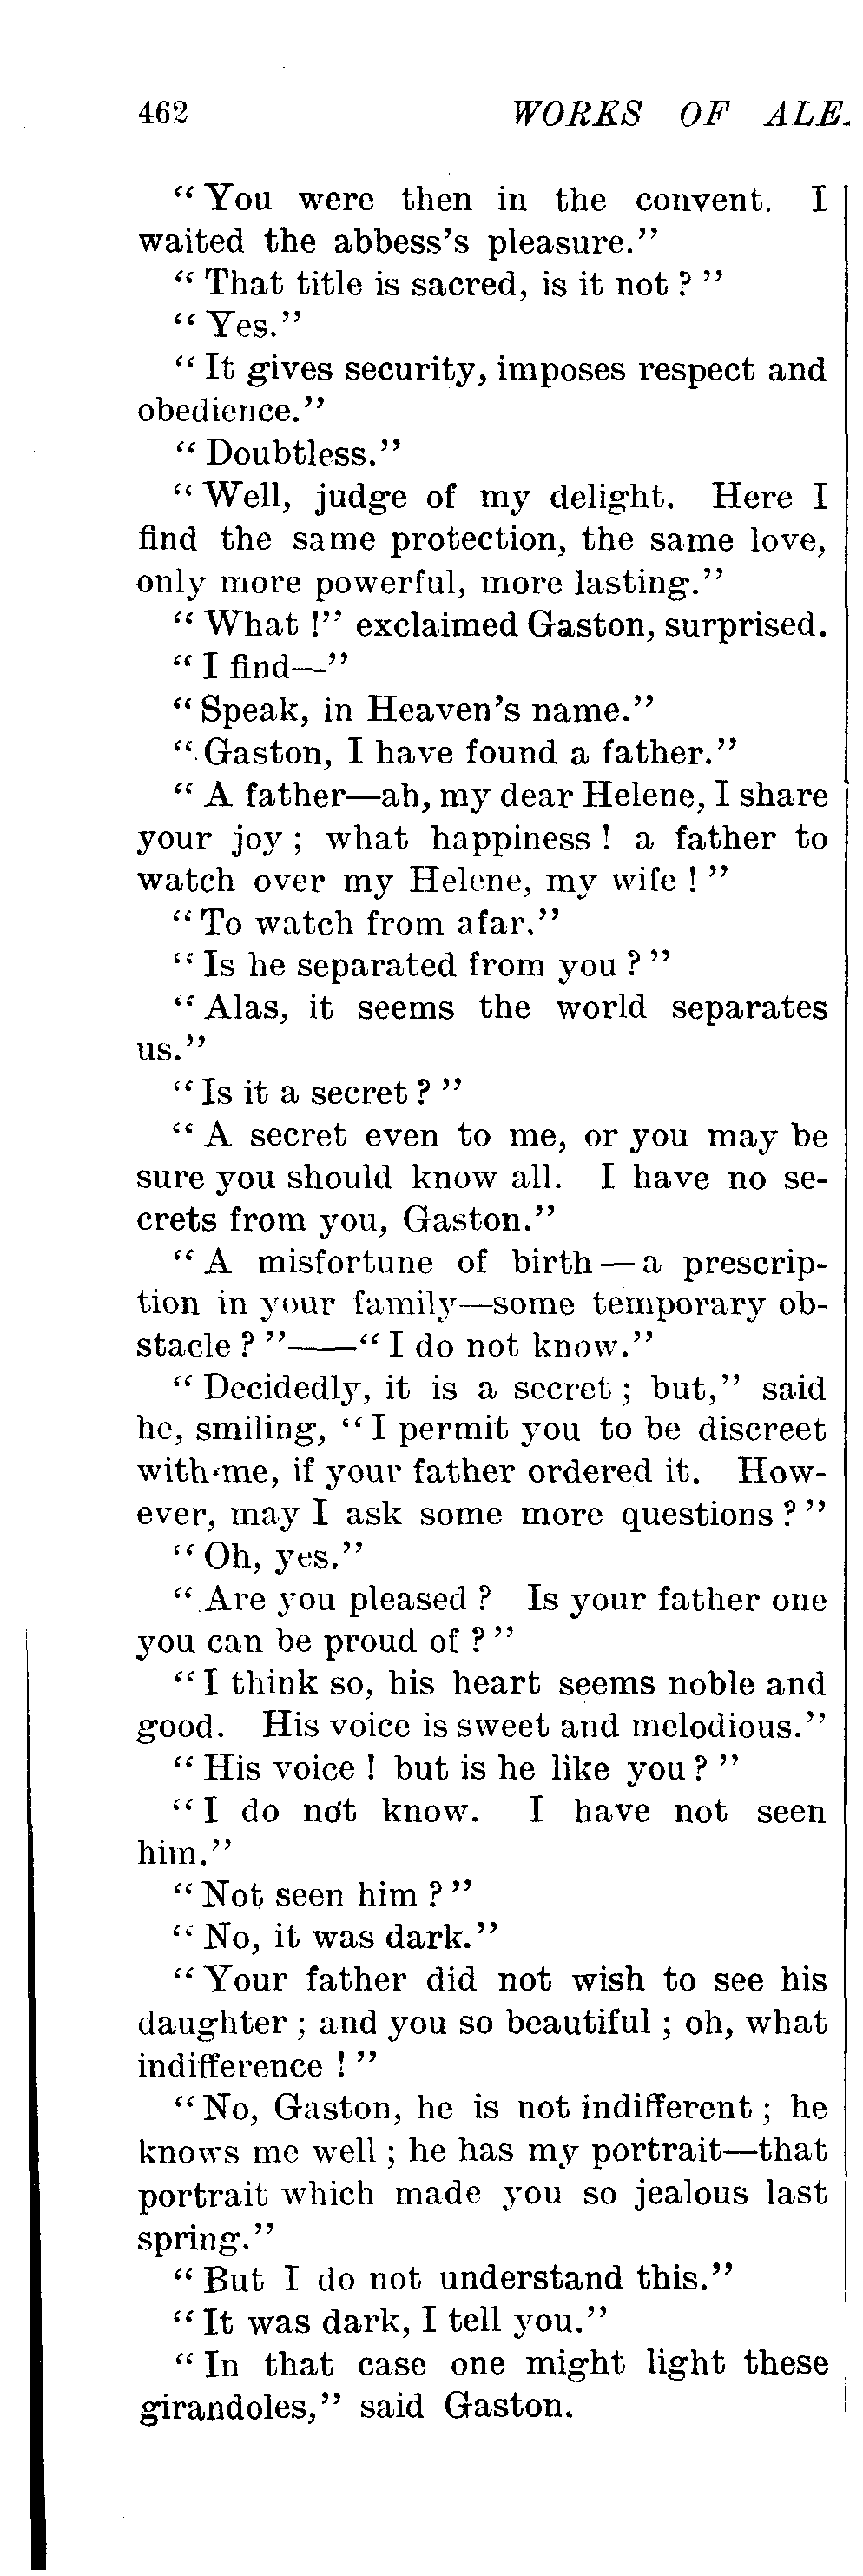 462 WORKS OF ALE
“You were then in the convent. I
waited the abbess’s pleasure.”
“That title is sacred, is it not?”
“Yes.”
“It gives security, imposes respect and
obedience.”
“Doubtless.”
“Well, judge of my delight. Here I
find the same protection, the same love,
only more powerful, more lasting.”
“What!” exclaimed Gaston, surprised.
“I find—”
“Speak, in Heaven’s name.”
“Gaston, I have found a father.”
“A father—ah, my dear Helene, I share
your joy; what happiness! a father to
watch over my Helene, my wife!”
“To watch from afar.”
“Is he separated from you?”
“Alas, it seems the world separates
us.”
“Is it a secret?”
“A secret even to me, or you may be
sure you should know all. I have no se-
crets from you, Gaston.”
“A misfortune of birth—a prescrip-
tion in your family—some temporary ob-
stacle?”——“I do not know.”
“Decidedly, it is a secret; but,” said
he, smiling, “I permit you to be discreet
with me, if your father ordered it. How-
ever, may I ask some more questions?”
“Oh, yes.”
“Are you pleased? Is your father one
you can be proud of?”
“I think so, his heart seems noble and
good. His voice is sweet and melodious.”
“His voice! but is he like you?”
“I do not know. I have not seen
him.”
“Not seen him?”
“No, it was dark.”
“Your father did not wish to see his
daughter; and you so beautiful; oh, what
indifference!”
“No, Gaston, he is not indifferent; he
knows me well; he has my portrait—that
portrait which made you so jealous last
spring.”
“But I do not understand this.”
“It was dark, I tell you.”
“In that case one might light these
girandoles,” said Gaston.